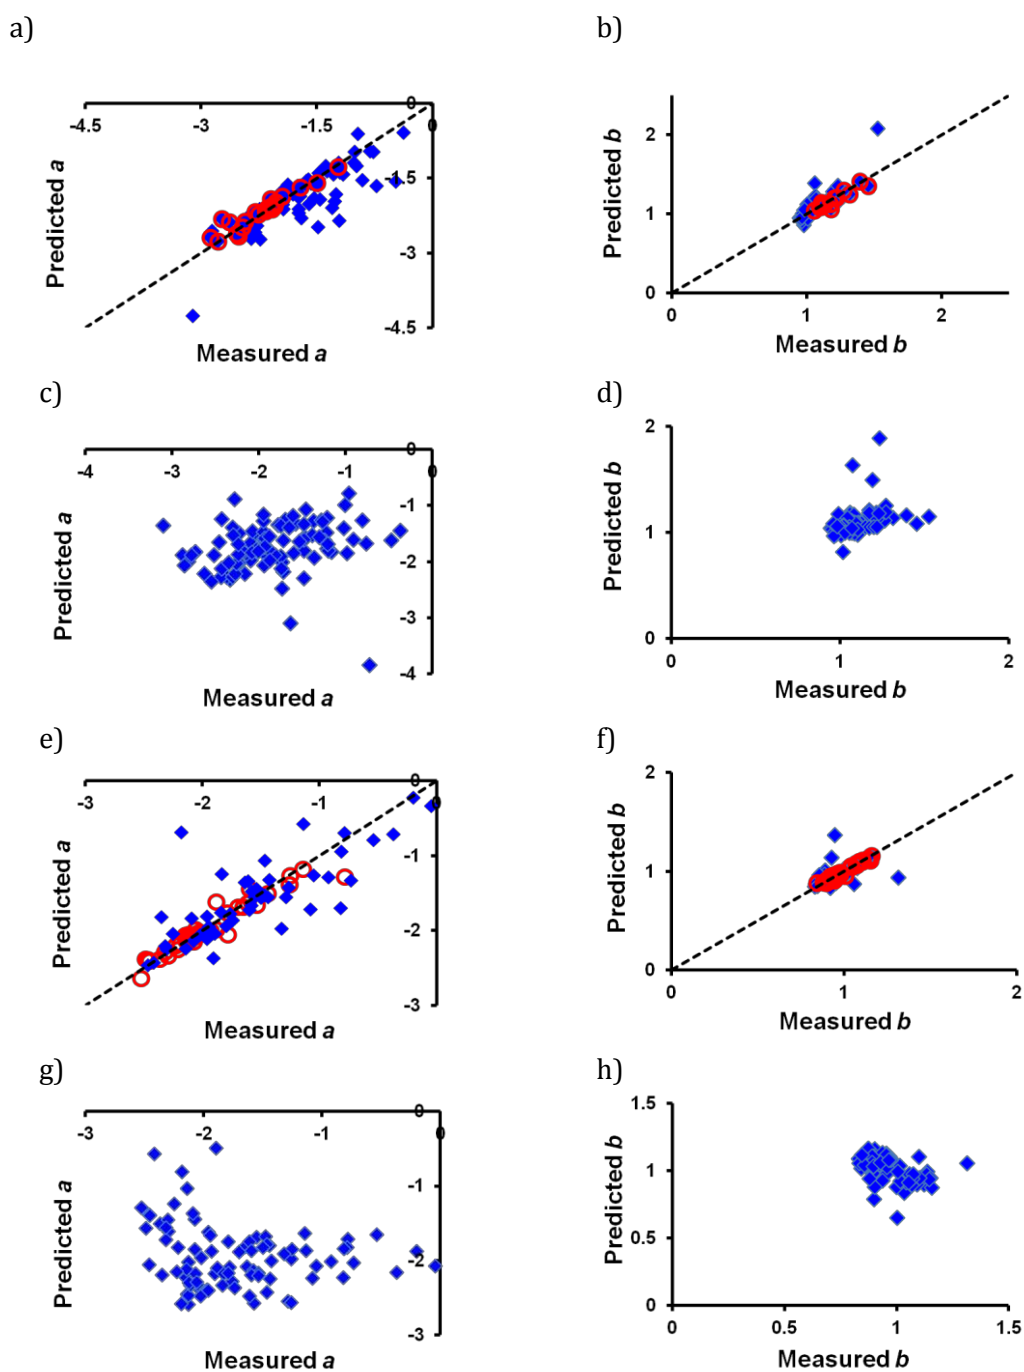 a)
b)
-4.5 -3 -1.5 0 0
-1.5
-3
-4.5
Predicted a
Measured a
2
1
0
0 1 2
Predicted b
Measured b
c)
d)
-4 -3 -2 -1 0 0
-1
-2
-3
-4
Predicted a
Measured a
2
1
0
0 1 2
Predicted b
Measured b
e)
f)
-3 -2 -1 0 0
-1
-2
-3
Predicted a
Measured a
2
1
0
0 1 2
Predicted b
Measured b
g)
h)
-3 -2 -1 0 0
-1
-2
-3
Predicted a
Measured a
1.5
1
0.5
0
0 0.5 1 1.5
Predicted b
Measured b